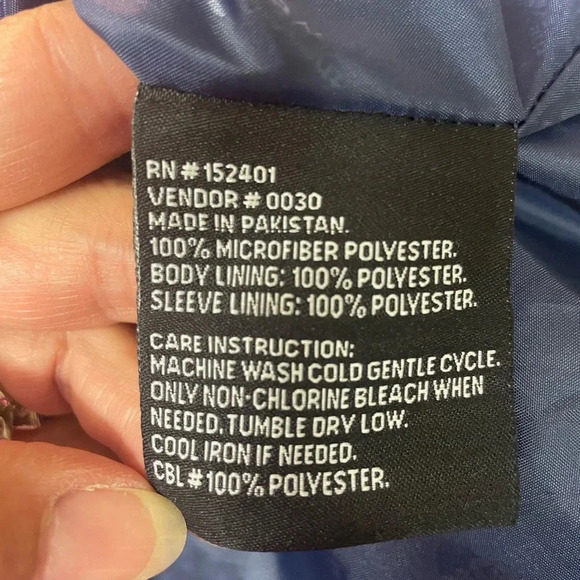 RN # 152401
VENDOR # 0030
MADE IN PAKISTAN.
100% MICROFIBER POLYESTER.
BODY LINING: 100% POLYESTER.
SLEEVE LINING: 100% POLYESTER.
CARE INSTRUCTION:
MACHINE WASH COLD GENTLE CYCLE.
ONLY NON-CHLORINE BLEACH WHEN
NEEDED. TUMBLE DRY LOW.
COOL IRON IF NEEDED.
CBL # 100% POLYESTER.